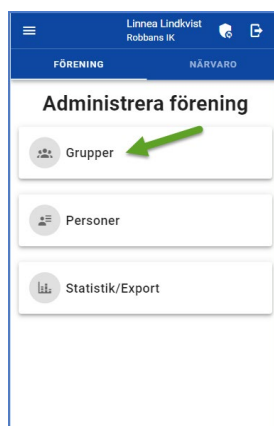 Linnea Lindkvist
Robbans IK
FÖRENING
NÄRVARO
Administrera förening
Grupper
Personer
Statistik/Export